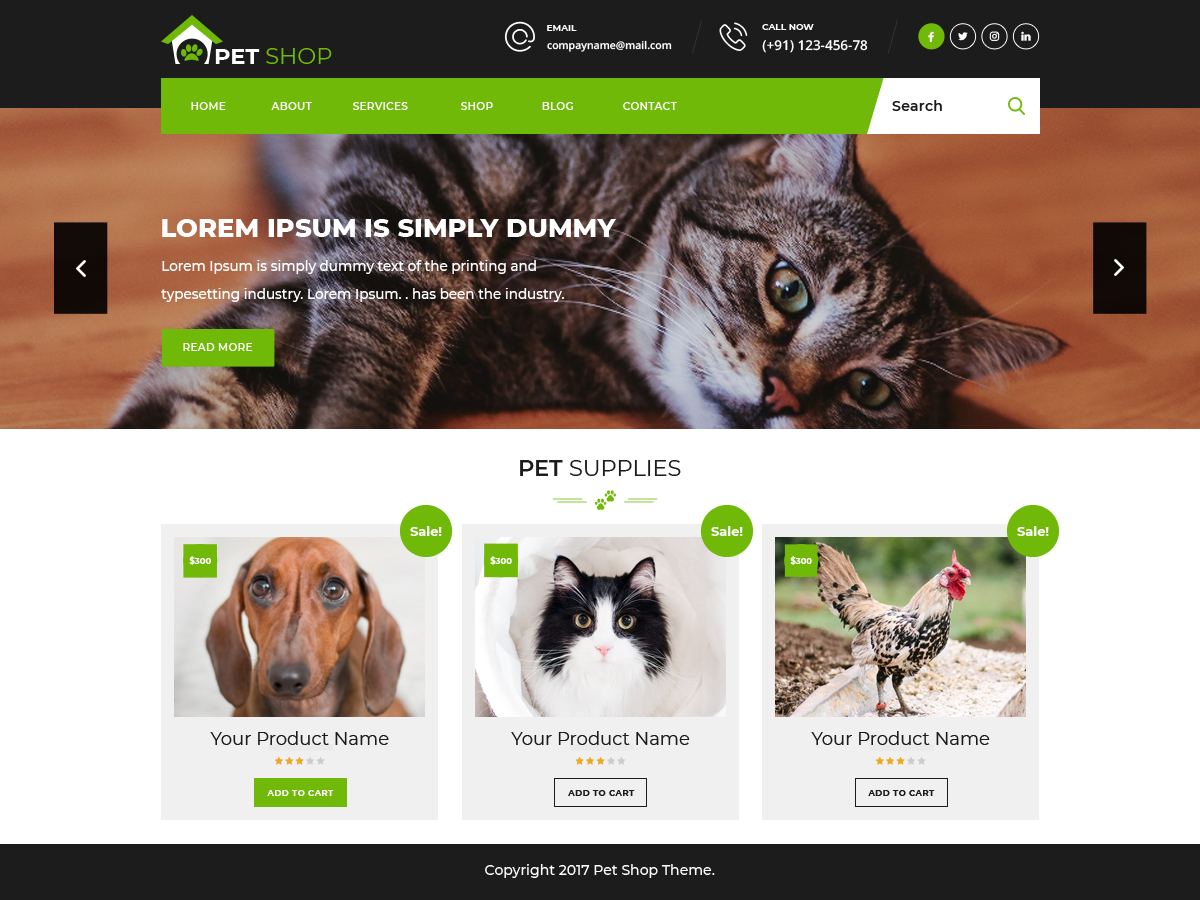 PET SHOP
EMAIL
compayname@mail.com
CALL NOW
(+91) 123-456-78
HOME ABOUT SERVICES SHOP BLOG CONTACT
Search
LOREM IPSUM IS SIMPLY DUMMY
Lorem Ipsum is simply dummy text of the printing and
typesetting industry. Lorem Ipsum. . has been the industry.
READ MORE
PET SUPPLIES
Sale! Sale! Sale!
$300 $300 $300
Your Product Name Your Product Name Your Product Name
ADD TO CART ADD TO CART ADD TO CART
Copyright 2017 Pet Shop Theme.